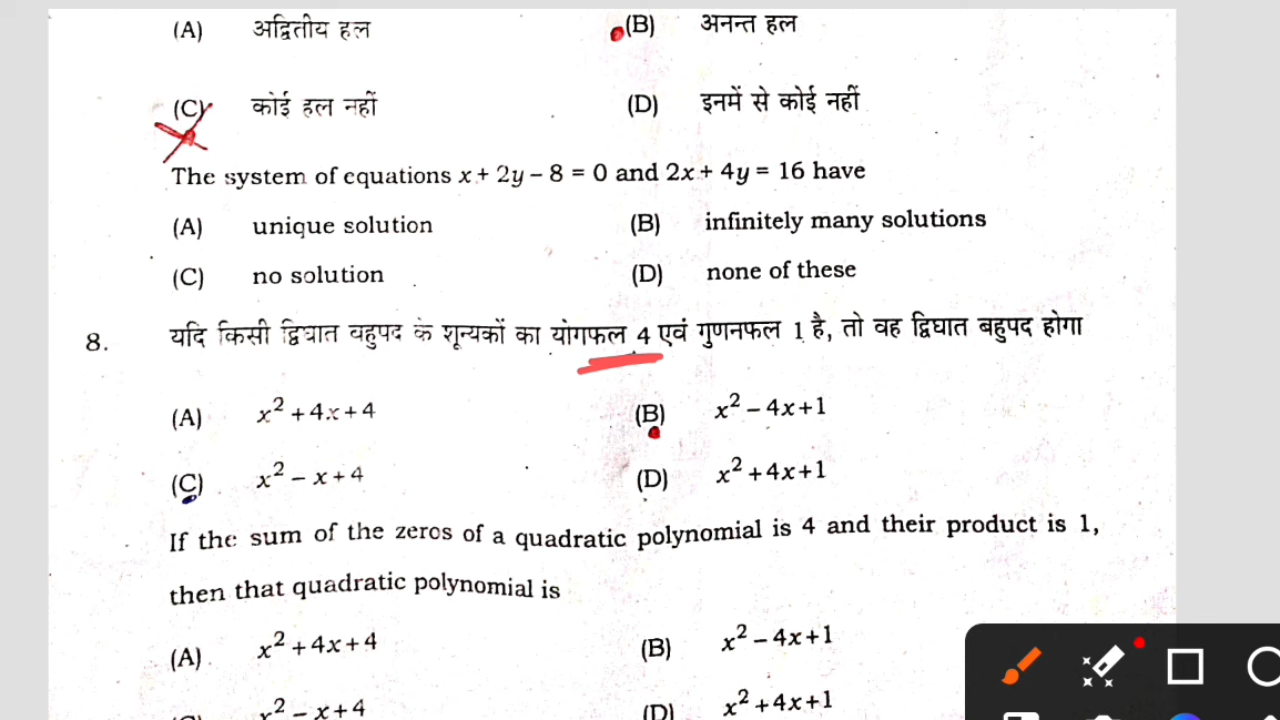 (A) अद्वितीय हल (B) अनन्त हल
(C) कोई हल नहीं (D) इनमें से कोई नहीं
The system of equations x + 2y – 8 = 0 and 2x + 4y = 16 have
(A) unique solution (B) infinitely many solutions
(C) no solution (D) none of these
8. यदि किसी द्विघात बहुपद के शून्यकों का योगफल 4 एवं गुणनफल 1 है, तो वह द्विघात बहुपद होगा
(A) x² + 4x + 4 (B) x² – 4x + 1
(C) x² – x + 4 (D) x² + 4x + 1
If the sum of the zeros of a quadratic polynomial is 4 and their product is 1,
then that quadratic polynomial is
(A) x² + 4x + 4 (B) x² – 4x + 1
x² – x + 4 (D) x² + 4x + 1